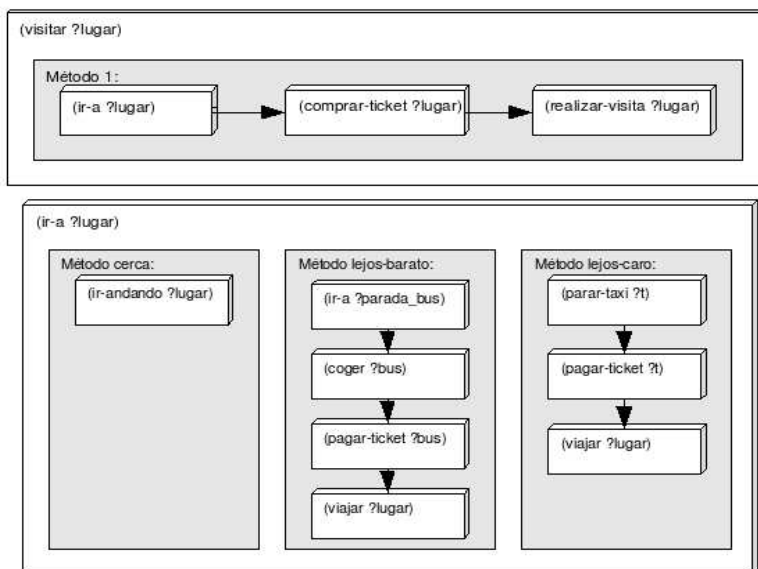 (visitar ?lugar)
Método 1:
(ir-a ?lugar)
(comprar-ticket ?lugar)
(realizar-visita ?lugar)
(ir-a ?lugar)
Método cerca:
(ir-andando ?lugar)
Método lejos-barato:
(ir-a ?parada_bus)
(coger ?bus)
(pagar-ticket ?bus)
(viajar ?lugar)
Método lejos-caro:
(parar-taxi ?t)
(pagar-ticket ?t)
(viajar ?lugar)